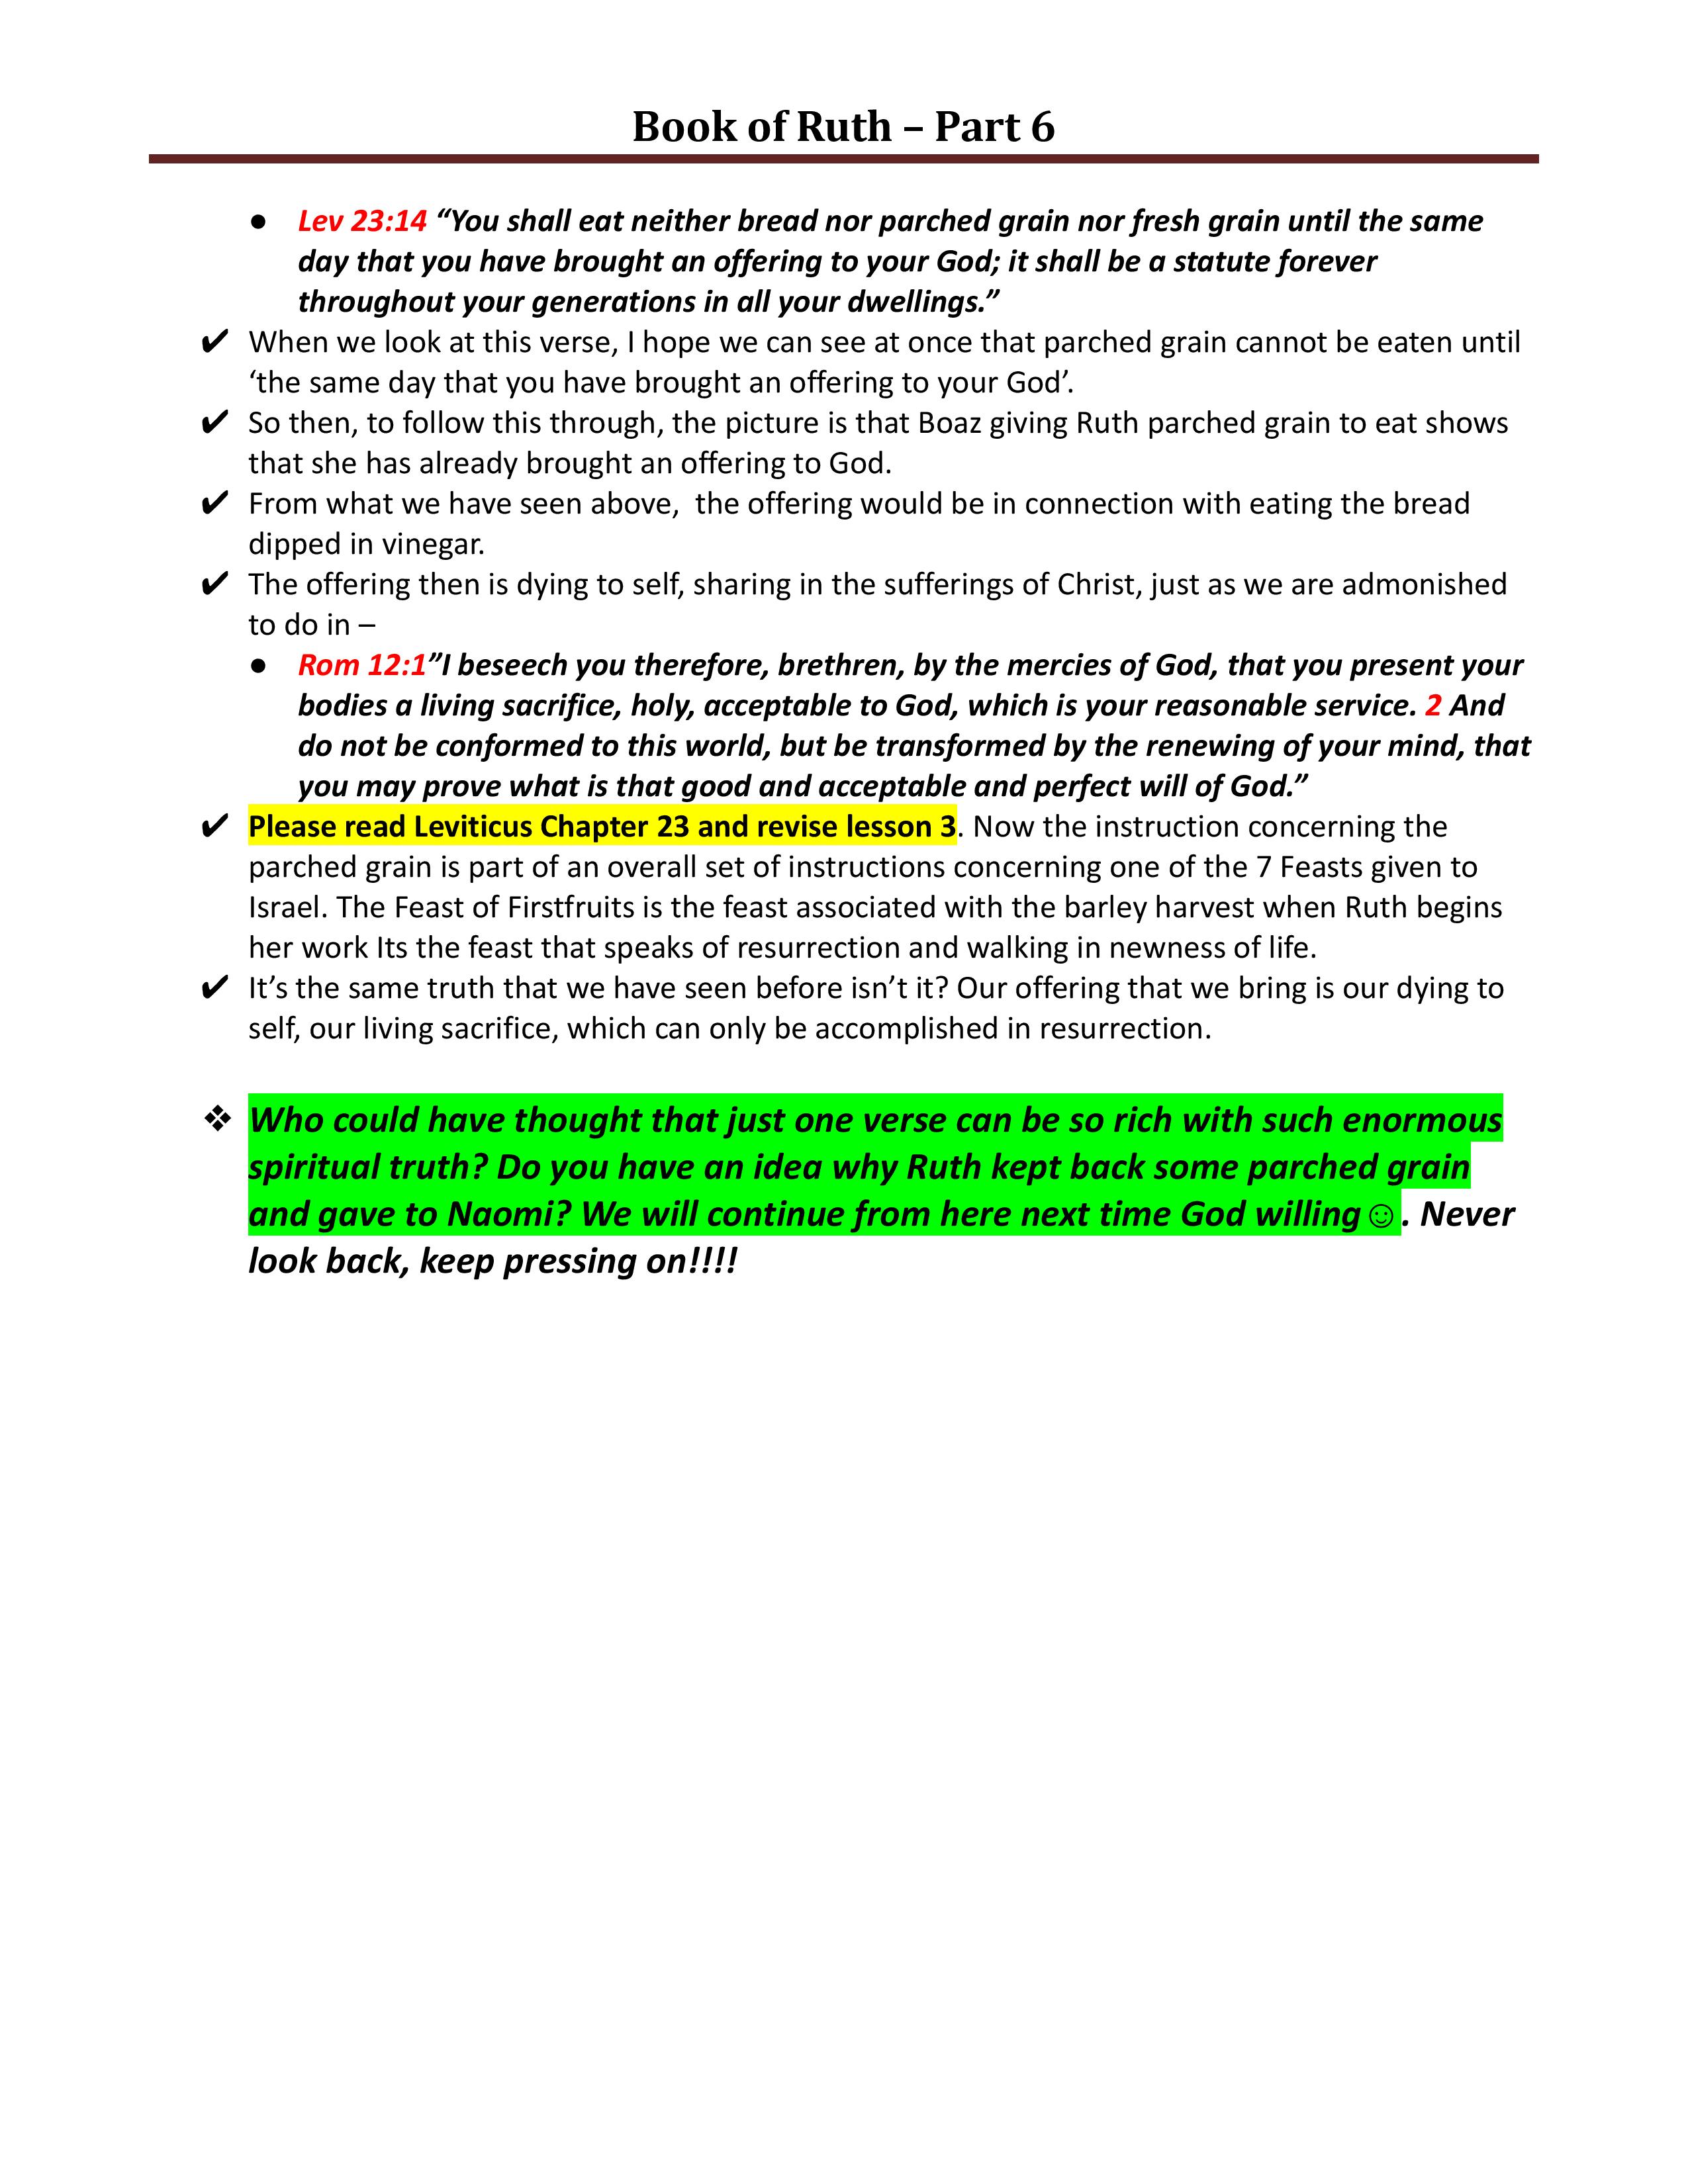 Book of Ruth – Part 6
● Lev 23:14 “You shall eat neither bread nor parched grain nor fresh grain until the same
day that you have brought an offering to your God; it shall be a statute forever
throughout your generations in all your dwellings.”
✔ When we look at this verse, I hope we can see at once that parched grain cannot be eaten until
‘the same day that you have brought an offering to your God’.
✔ So then, to follow this through, the picture is that Boaz giving Ruth parched grain to eat shows
that she has already brought an offering to God.
✔ From what we have seen above,  the offering would be in connection with eating the bread
dipped in vinegar.
✔ The offering then is dying to self, sharing in the sufferings of Christ, just as we are admonished
to do in –
● Rom 12:1”I beseech you therefore, brethren, by the mercies of God, that you present your
bodies a living sacrifice, holy, acceptable to God, which is your reasonable service. 2 And
do not be conformed to this world, but be transformed by the renewing of your mind, that
you may prove what is that good and acceptable and perfect will of God.”
✔ Please read Leviticus Chapter 23 and revise lesson 3. Now the instruction concerning the
parched grain is part of an overall set of instructions concerning one of the 7 Feasts given to
Israel. The Feast of Firstfruits is the feast associated with the barley harvest when Ruth begins
her work Its the feast that speaks of resurrection and walking in newness of life.
✔ It’s the same truth that we have seen before isn’t it? Our offering that we bring is our dying to
self, our living sacrifice, which can only be accomplished in resurrection.
❖ Who could have thought that just one verse can be so rich with such enormous
spiritual truth? Do you have an idea why Ruth kept back some parched grain
and gave to Naomi? We will continue from here next time God willing☺. Never
look back, keep pressing on!!!!